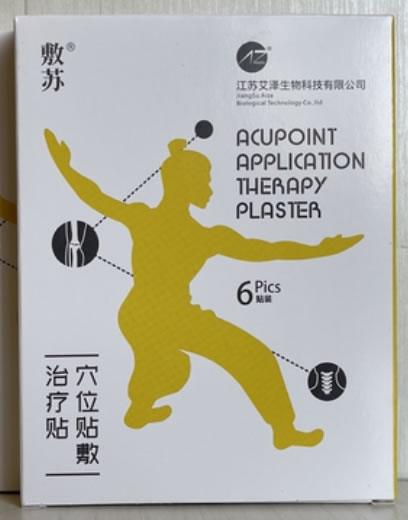 敷苏®
AZ®
江苏艾泽生物科技有限公司
JiangSu Aize
Biological Technology Co.,ltd
ACUPOINT
APPLICATION
THERAPY
PLASTER
6 Pics
贴装
穴位贴敷
治疗贴